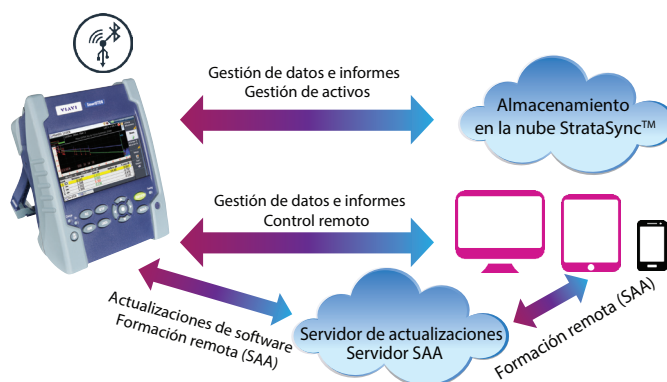 Gestión de datos e informes
Gestión de activos
Almacenamiento
en la nube StrataSync™
VIAVI
Gestión de datos e informes
Control remoto
Actualizaciones de software
Formación remota (SAA)
Servidor de actualizaciones
Servidor SAA
Formación remota (SAA)